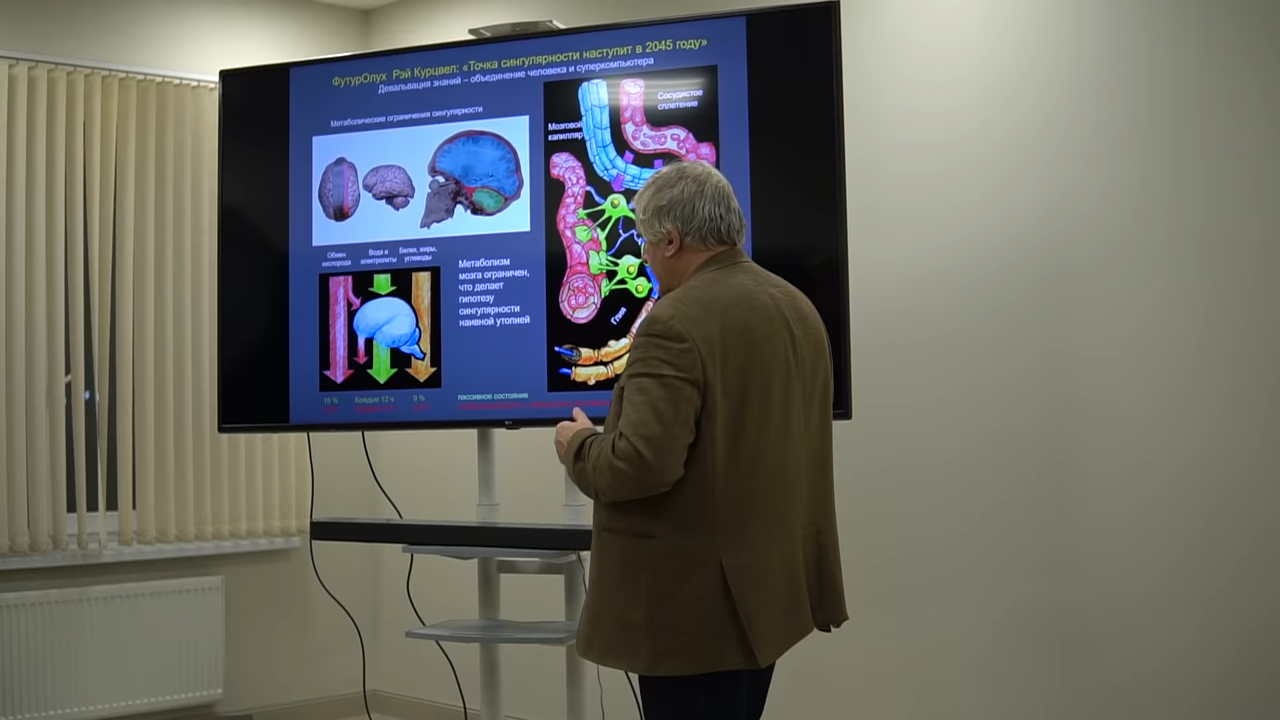 ФутурОлух Рэй Курцвел: «Точка сингулярности наступит в 2045 году»
Девальвация знаний – объединение человека и суперкомпьютера
Метаболические ограничения сингулярности
Сосудистое
сплетение
Мозговой
капилляр
Обмен
кислорода
Вода и
электролиты
Белки, жиры,
углеводы
Метаболизм
мозга ограничен,
что делает
гипотезу
сингулярности
наивной утопией
Глия
18 %
Каждые 12 ч
9 %
пассивное состояние
LG